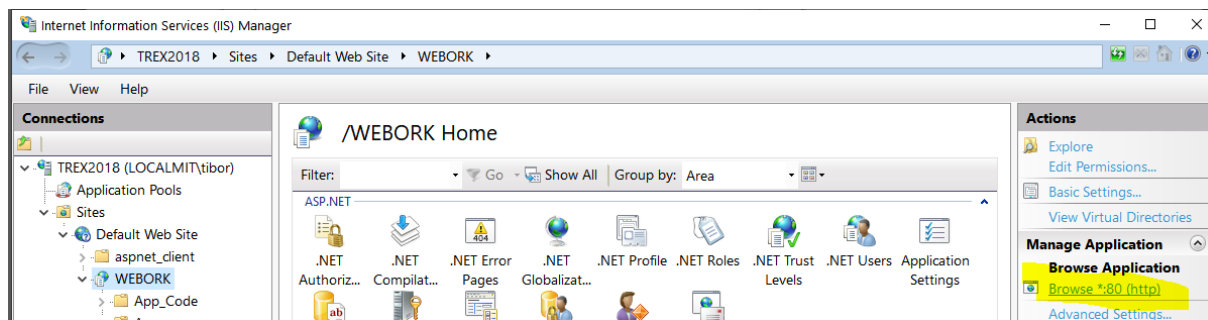 Internet Information Services (IIS) Manager
TREX2018 Sites Default Web Site WEBORK
File View Help
Connections
TREX2018 (LOCALMIT\tibor)
Application Pools
Sites
Default Web Site
aspnet_client
WEBORK
App_Code
/WEBORK Home
Filter: Go Show All Group by: Area
ASP.NET
404
.NET Authoriz...
.NET Compilat...
.NET Error Pages
.NET Globalizat...
.NET Profile
.NET Roles
.NET Trust Levels
.NET Users
Application Settings
ab
Actions
Explore
Edit Permissions...
Basic Settings...
View Virtual Directories
Manage Application
Browse Application
Browse *:80 (http)
Advanced Settings...